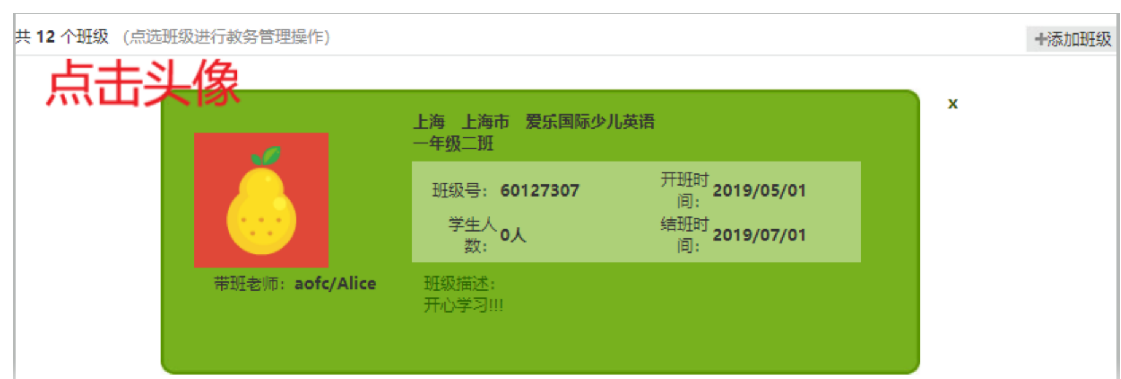 共 12 个班级 (点选班级进行教务管理操作)
+添加班级
点击头像
x
上海 上海市 爱乐国际少儿英语
一年级二班
班级号: 60127307
开班时间: 2019/05/01
学生人数: 0人
结班时间: 2019/07/01
带班老师: aofc/Alice
班级描述:
开心学习!!!